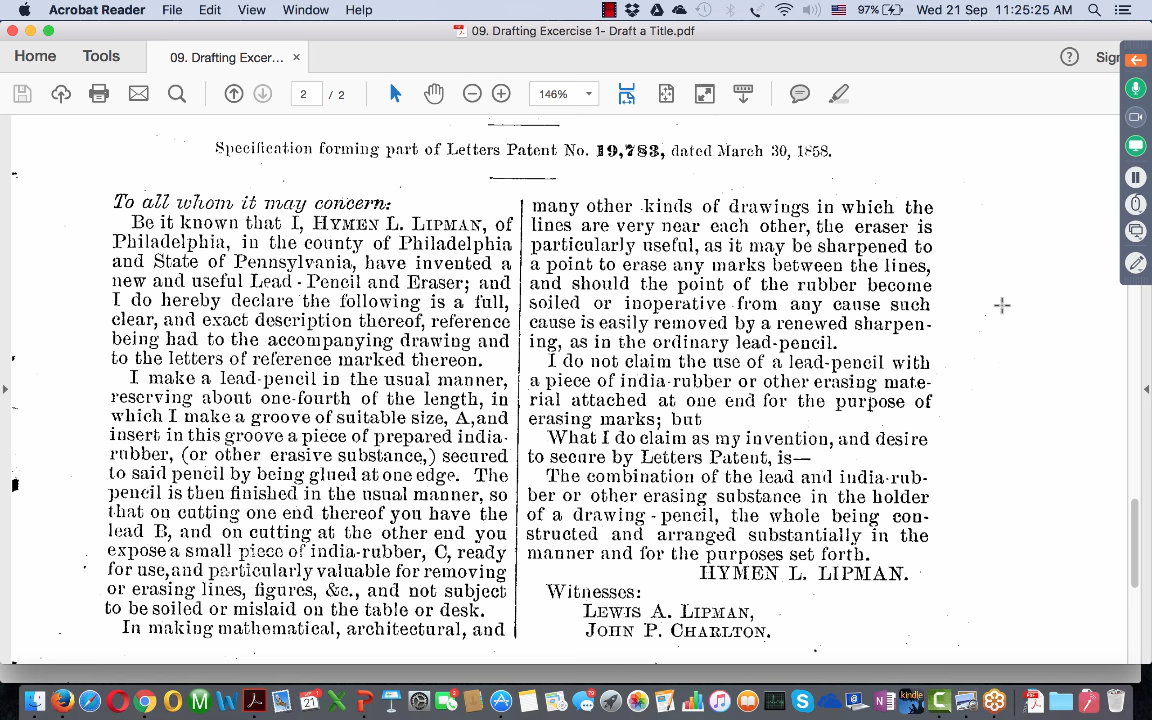 Acrobat Reader File Edit View Window Help 97% Wed 21 Sep 11:25:25 AM
09. Drafting Excercise 1- Draft a Title.pdf
Home Tools 09. Drafting Excer... × Sign
2 / 2 146%
Specification forming part of Letters Patent No. 19,783, dated March 30, 1858.
To all whom it may concern:
Be it known that I, HYMEN L. LIPMAN, of
Philadelphia, in the county of Philadelphia
and State of Pennsylvania, have invented a
new and useful Lead-Pencil and Eraser; and
I do hereby declare the following is a full,
clear, and exact description thereof, reference
being had to the accompanying drawing and
to the letters of reference marked thereon.
I make a lead-pencil in the usual manner,
reserving about one-fourth of the length, in
which I make a groove of suitable size, A, and
insert in this groove a piece of prepared india-
rubber, (or other erasive substance,) secured
to said pencil by being glued at one edge. The
pencil is then finished in the usual manner, so
that on cutting one end thereof you have the
lead B, and on cutting at the other end you
expose a small piece of india-rubber, C, ready
for use, and particularly valuable for removing
or erasing lines, figures, &c., and not subject
to be soiled or mislaid on the table or desk.
In making mathematical, architectural, and
many other kinds of drawings in which the
lines are very near each other, the eraser is
particularly useful, as it may be sharpened to
a point to erase any marks between the lines,
and should the point of the rubber become
soiled or inoperative from any cause such
cause is easily removed by a renewed sharpen-
ing, as in the ordinary lead-pencil.
I do not claim the use of a lead-pencil with
a piece of india-rubber or other erasing mate-
rial attached at one end for the purpose of
erasing marks; but
What I do claim as my invention, and desire
to secure by Letters Patent, is—
The combination of the lead and india-rub-
ber or other erasing substance in the holder
of a drawing-pencil, the whole being con-
structed and arranged substantially in the
manner and for the purposes set forth.
HYMEN L. LIPMAN.
Witnesses:
LEWIS A. LIPMAN,
JOHN P. CHARLTON.